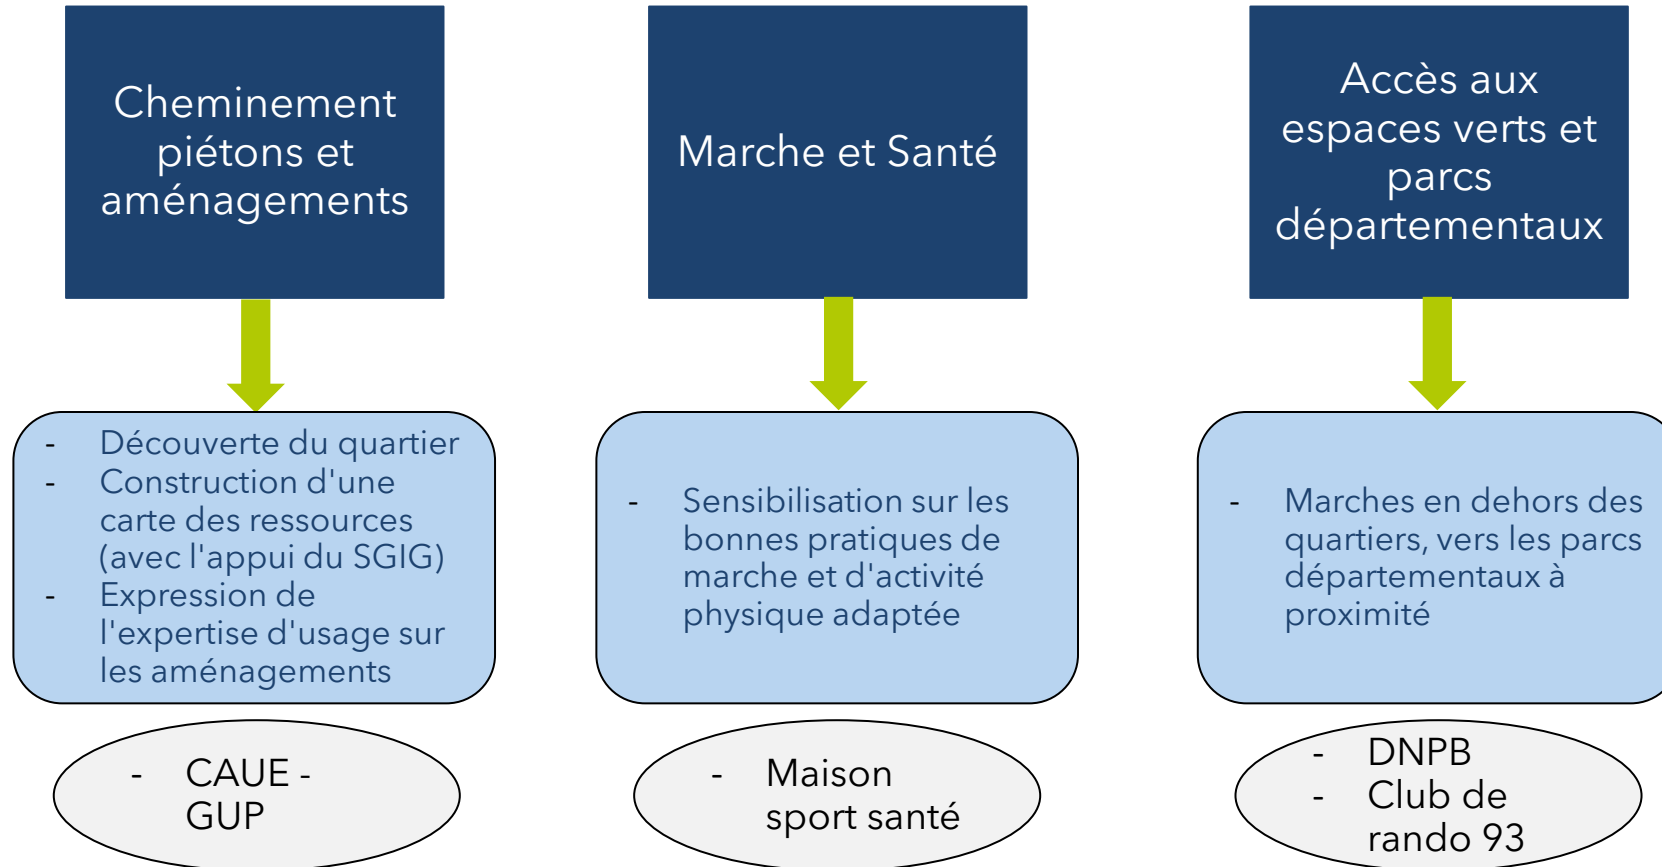 Cheminement
piétons et
aménagements
- Découverte du quartier
- Construction d'une
carte des ressources
(avec l'appui du SGIG)
- Expression de
l'expertise d'usage sur
les aménagements
- CAUE -
GUP
Marche et Santé
- Sensibilisation sur les
bonnes pratiques de
marche et d'activité
physique adaptée
- Maison
sport santé
Accès aux
espaces verts et
parcs
départementaux
- Marches en dehors des
quartiers, vers les parcs
départementaux à
proximité
- DNPB
- Club de
rando 93